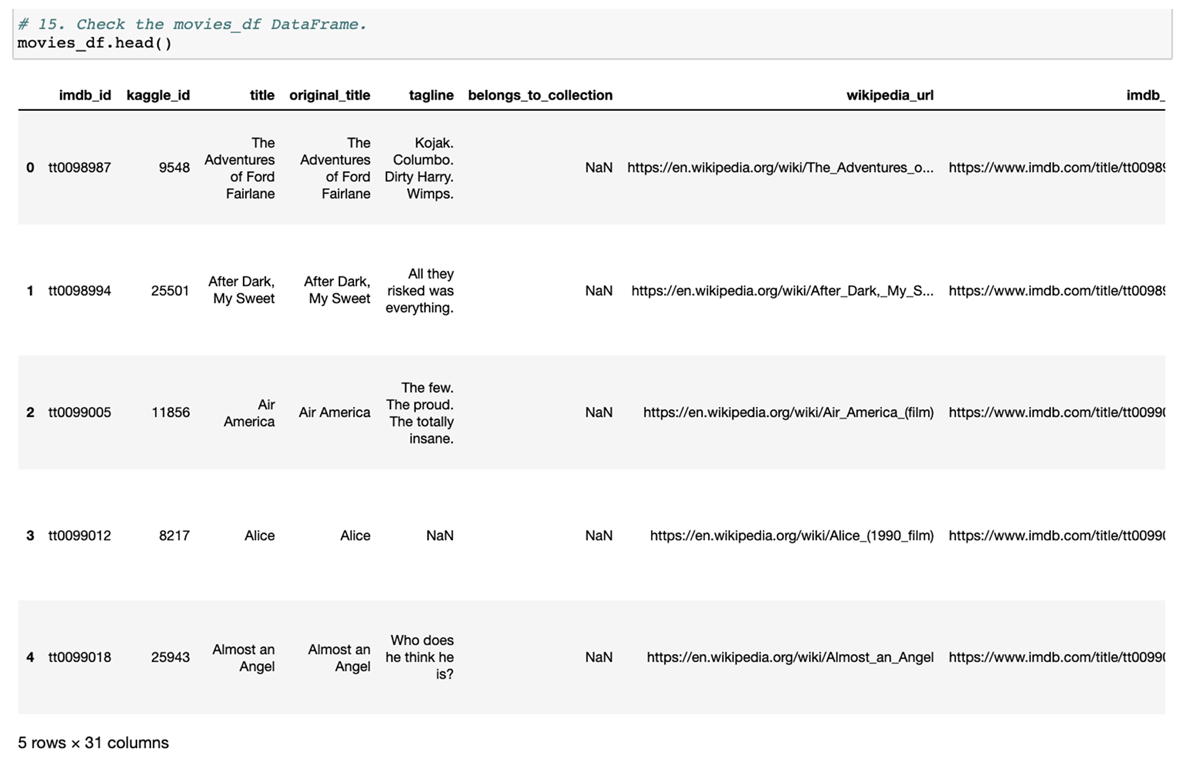 # 15. Check the movies_df DataFrame.
movies_df.head()
imdb_id kaggle_id title original_title tagline belongs_to_collection wikipedia_url imdb_
0 tt0098987 9548 The Adventures of Ford Fairlane The Adventures of Ford Fairlane Kojak. Columbo. Dirty Harry. Wimps. NaN https://en.wikipedia.org/wiki/The_Adventures_o... https://www.imdb.com/title/tt00989
1 tt0098994 25501 After Dark, My Sweet After Dark, My Sweet All they risked was everything. NaN https://en.wikipedia.org/wiki/After_Dark,_My_S... https://www.imdb.com/title/tt00989
2 tt0099005 11856 Air America Air America The few. The proud. The totally insane. NaN https://en.wikipedia.org/wiki/Air_America_(film) https://www.imdb.com/title/tt00990
3 tt0099012 8217 Alice Alice NaN NaN https://en.wikipedia.org/wiki/Alice_(1990_film) https://www.imdb.com/title/tt00990
4 tt0099018 25943 Almost an Angel Almost an Angel Who does he think he is? NaN https://en.wikipedia.org/wiki/Almost_an_Angel https://www.imdb.com/title/tt00990
5 rows × 31 columns